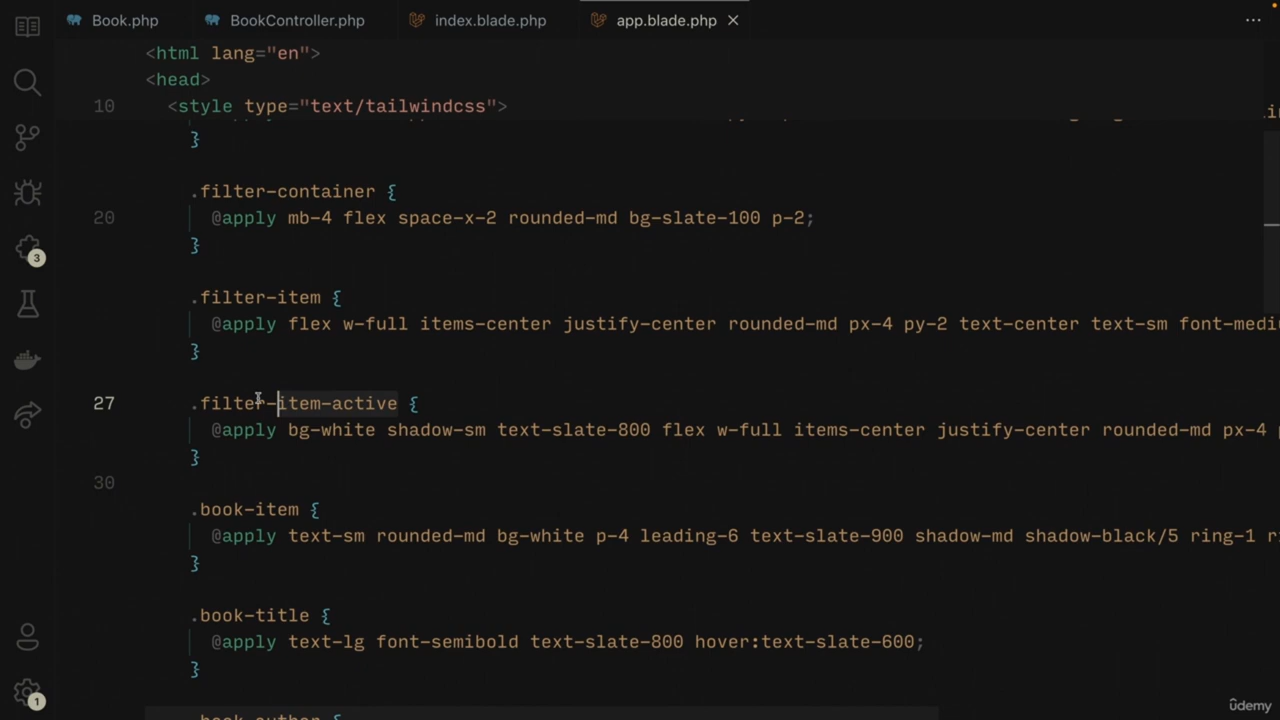 Book.php BookController.php index.blade.php app.blade.php
<html lang="en">
<head>
10 <style type="text/tailwindcss">
}
.filter-container {
20 @apply mb-4 flex space-x-2 rounded-md bg-slate-100 p-2;
}
.filter-item {
@apply flex w-full items-center justify-center rounded-md px-4 py-2 text-center text-sm font-medi
}
27 .filter-item-active {
@apply bg-white shadow-sm text-slate-800 flex w-full items-center justify-center rounded-md px-4
}
30
.book-item {
@apply text-sm rounded-md bg-white p-4 leading-6 text-slate-900 shadow-md shadow-black/5 ring-1
}
.book-title {
@apply text-lg font-semibold text-slate-800 hover:text-slate-600;
}
3
1
ûdemy